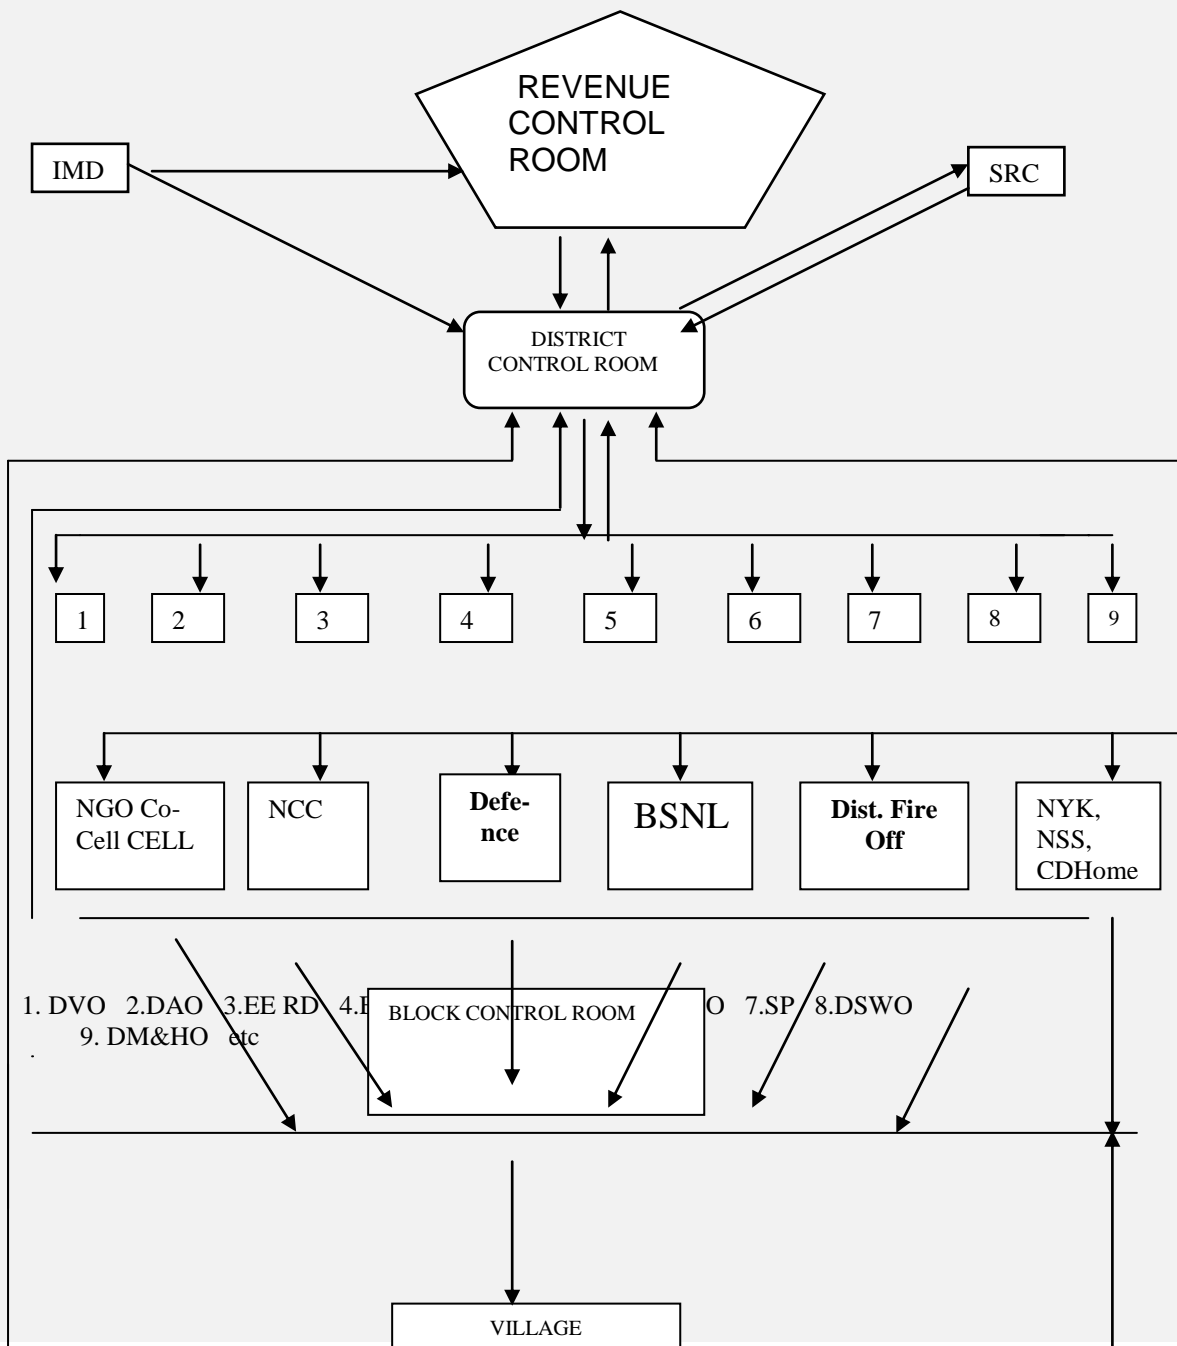 REVENUE
CONTROL
ROOM
IMD
SRC
DISTRICT
CONTROL ROOM
1 2 3 4 5 6 7 8 9
NGO Co-
Cell CELL
NCC
Defe-
nce
BSNL
Dist. Fire
Off
NYK,
NSS,
CDHome
1. DVO 2.DAO 3.EE RD 4. O 7.SP 8.DSWO
BLOCK CONTROL ROOM
9. DM&HO etc
VILLAGE